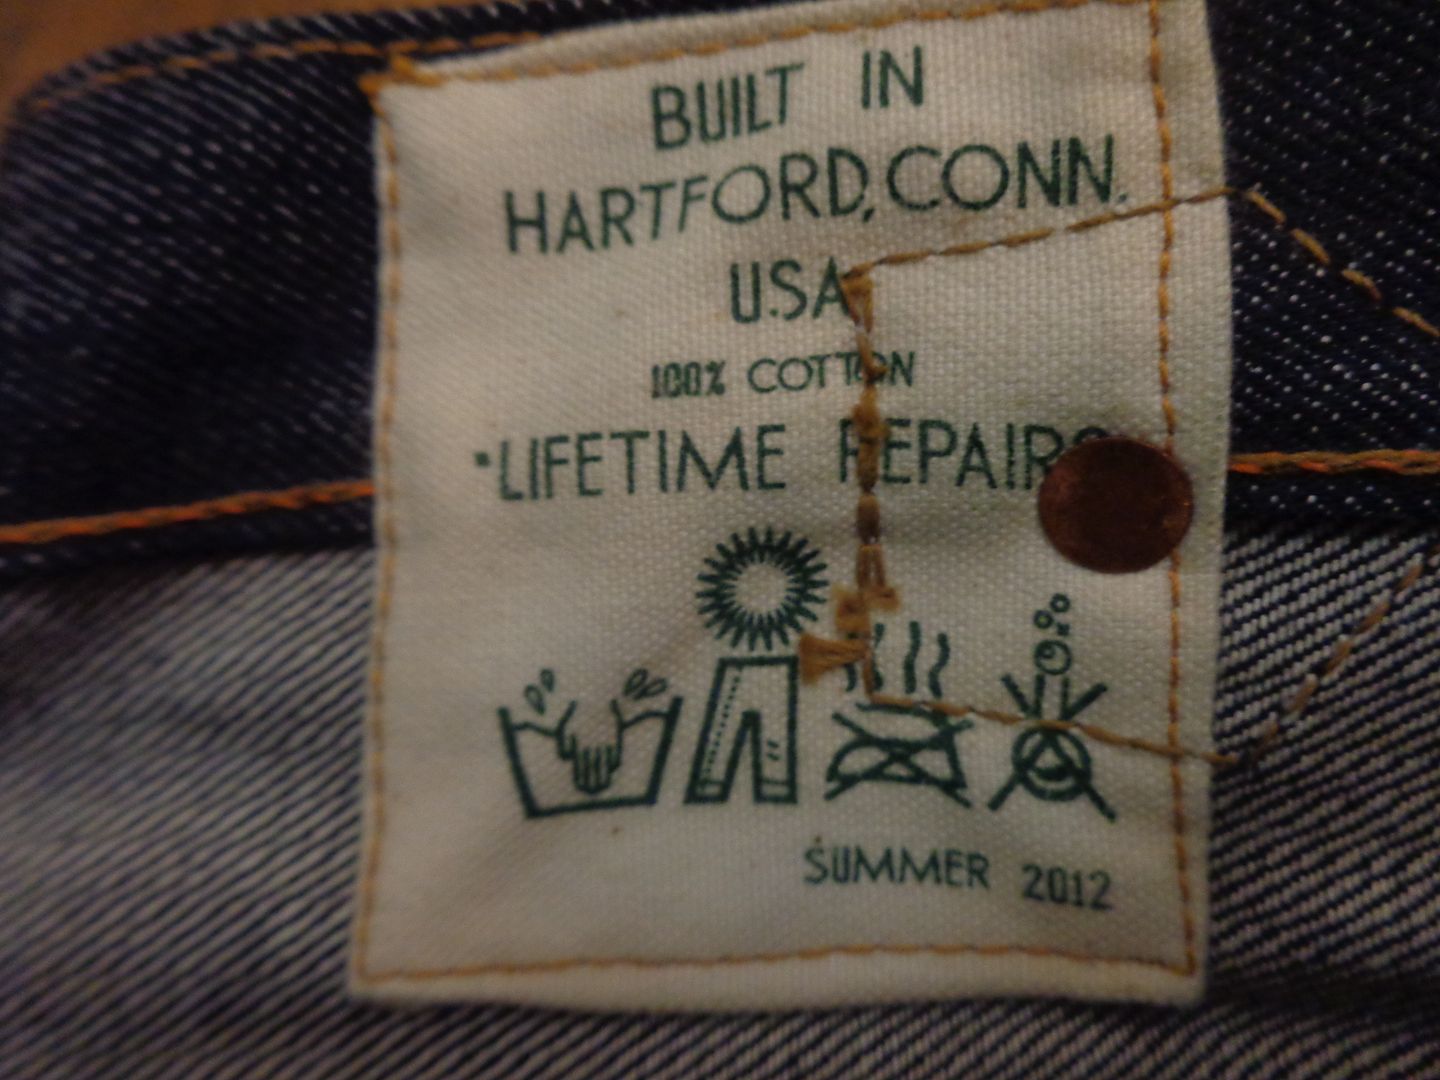 BUILT IN
HARTFORD, CONN.
U.S.A.
100% COTTON
"LIFETIME REPAIRS
SUMMER 2012